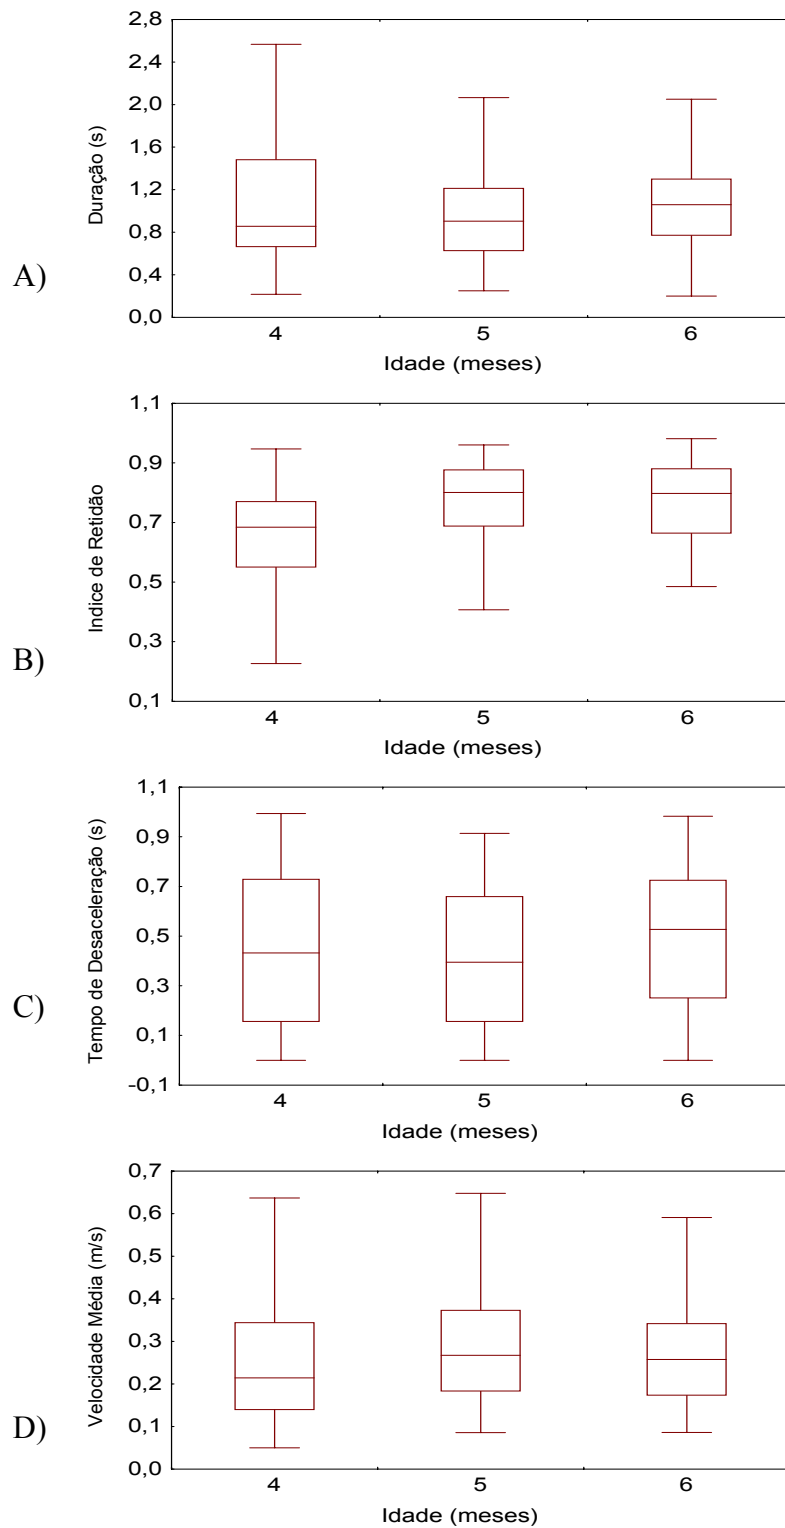 A)
Duração (s)
2,8
2,4
2,0
1,6
1,2
0,8
0,4
0,0
4 5 6
Idade (meses)
B)
Indice de Retidão
1,1
0,9
0,7
0,5
0,3
0,1
4 5 6
Idade (meses)
C)
Tempo de Desaceleração (s)
1,1
0,9
0,7
0,5
0,3
0,1
-0,1
4 5 6
Idade (meses)
D)
Velocidade Média (m/s)
0,7
0,6
0,5
0,4
0,3
0,2
0,1
0,0
4 5 6
Idade (meses)